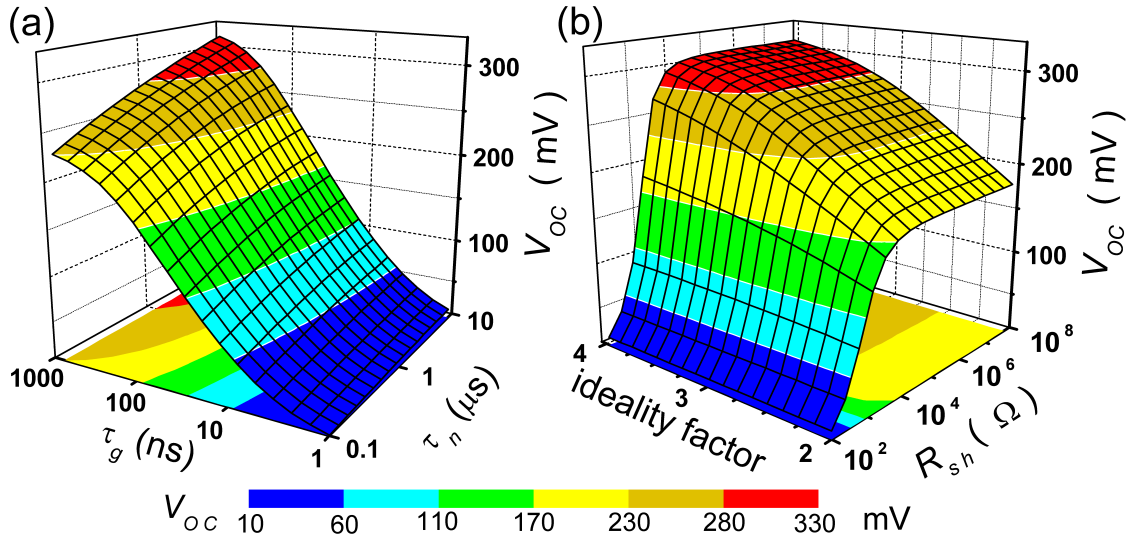 (a)
300
200
100
V_OC ( mV )
10
1
0.1
τ_n (μs)
1000
100
10
1
τ_g (ns)
(b)
300
200
100
V_OC ( mV )
10^8
10^6
10^4
10^2
R_sh ( Ω )
4
3
2
ideality factor
V_OC
10 60 110 170 230 280 330 mV